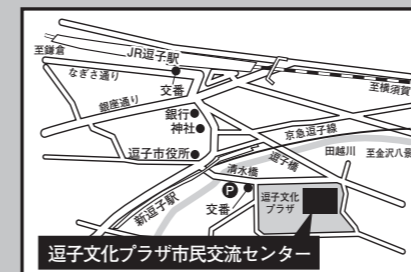 至鎌倉
JR逗子駅
なぎさ通り
至横須賀
交番
銀座通り
銀行
神社
京急逗子線
逗子市役所
逗子橋
田越川
至金沢八景
清水橋
P
交番
新逗子駅
逗子文化
プラザ
逗子文化プラザ市民交流センター